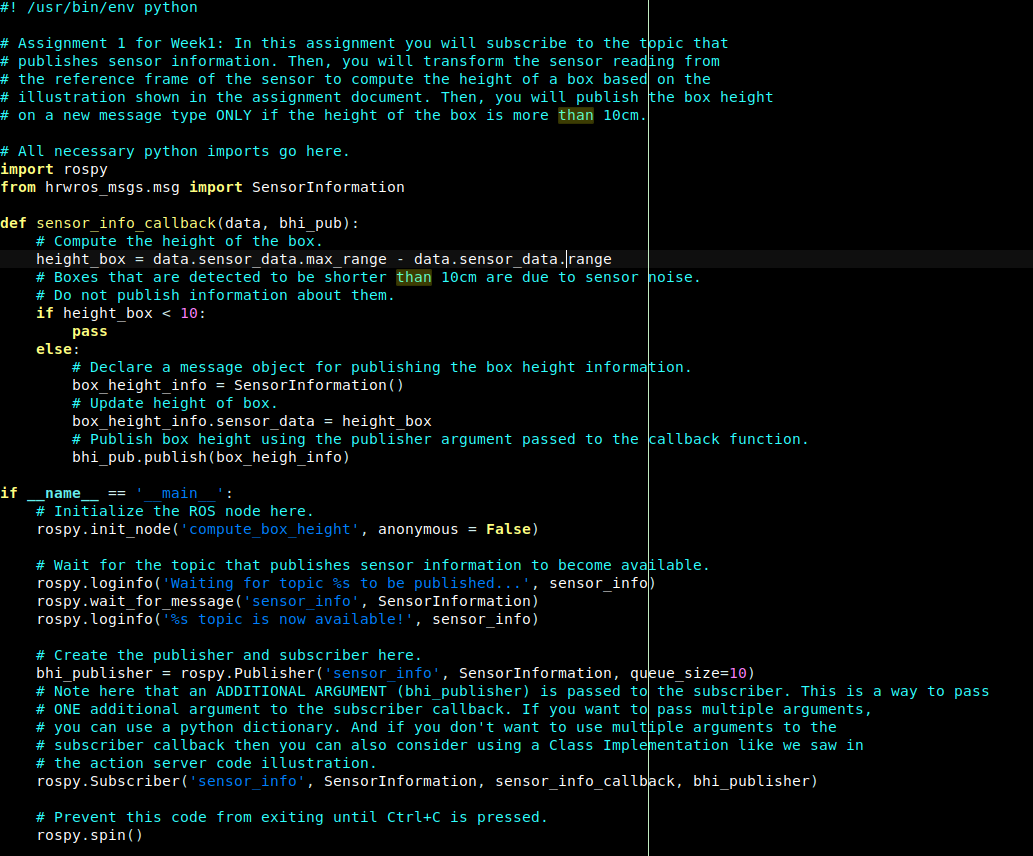 #! /usr/bin/env python

# Assignment 1 for Week1: In this assignment you will subscribe to the topic that
# publishes sensor information. Then, you will transform the sensor reading from
# the reference frame of the sensor to compute the height of a box based on the
# illustration shown in the assignment document. Then, you will publish the box height
# on a new message type ONLY if the height of the box is more than 10cm.

# All necessary python imports go here.
import rospy
from hrwros_msgs.msg import SensorInformation

def sensor_info_callback(data, bhi_pub):
    # Compute the height of the box.
    height_box = data.sensor_data.max_range - data.sensor_data.range
    # Boxes that are detected to be shorter than 10cm are due to sensor noise.
    # Do not publish information about them.
    if height_box < 10:
        pass
    else:
        # Declare a message object for publishing the box height information.
        box_height_info = SensorInformation()
        # Update height of box.
        box_height_info.sensor_data = height_box
        # Publish box height using the publisher argument passed to the callback function.
        bhi_pub.publish(box_heigh_info)

if __name__ == '__main__':
    # Initialize the ROS node here.
    rospy.init_node('compute_box_height', anonymous = False)

    # Wait for the topic that publishes sensor information to become available.
    rospy.loginfo('Waiting for topic %s to be published...', sensor_info)
    rospy.wait_for_message('sensor_info', SensorInformation)
    rospy.loginfo('%s topic is now available!', sensor_info)

    # Create the publisher and subscriber here.
    bhi_publisher = rospy.Publisher('sensor_info', SensorInformation, queue_size=10)
    # Note here that an ADDITIONAL ARGUMENT (bhi_publisher) is passed to the subscriber. This is a way to pass
    # ONE additional argument to the subscriber callback. If you want to pass multiple arguments,
    # you can use a python dictionary. And if you don't want to use multiple arguments to the
    # subscriber callback then you can also consider using a Class Implementation like we saw in
    # the action server code illustration.
    rospy.Subscriber('sensor_info', SensorInformation, sensor_info_callback, bhi_publisher)

    # Prevent this code from exiting until Ctrl+C is pressed.
    rospy.spin()